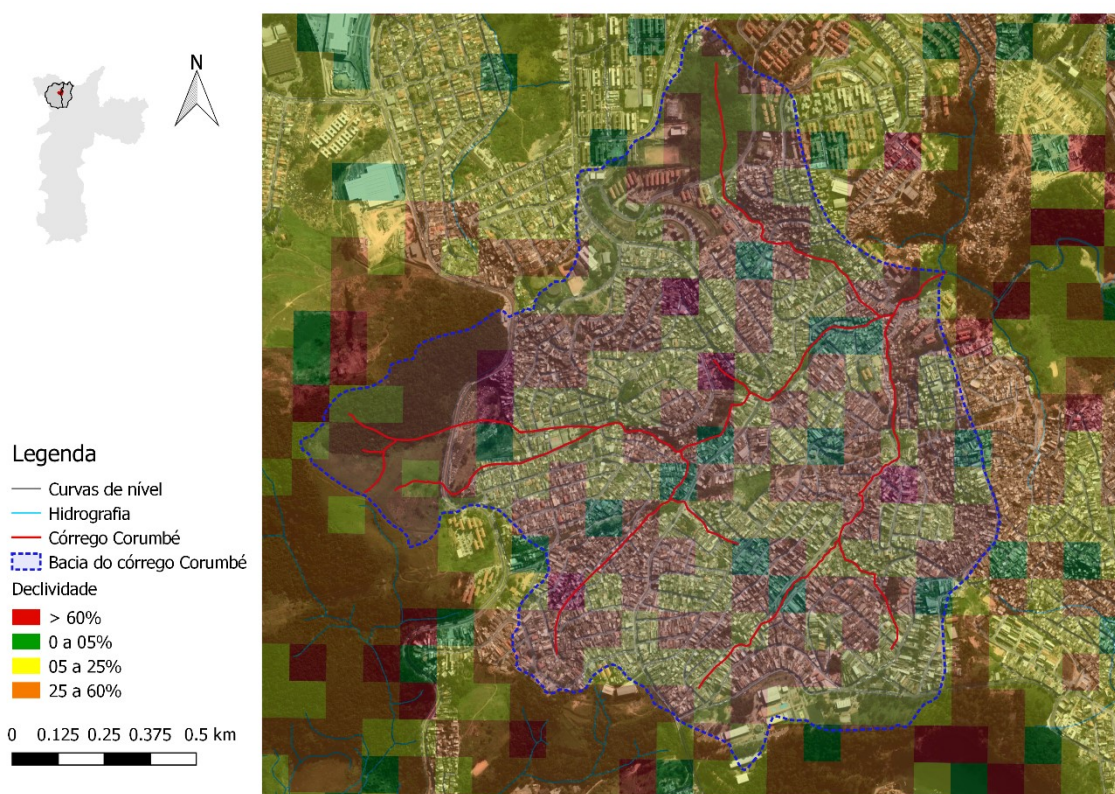 N
Legenda
Curvas de nível
Hidrografia
Córrego Corumbé
Bacia do córrego Corumbé
Declividade
> 60%
0 a 05%
05 a 25%
25 a 60%
0 0.125 0.25 0.375 0.5 km